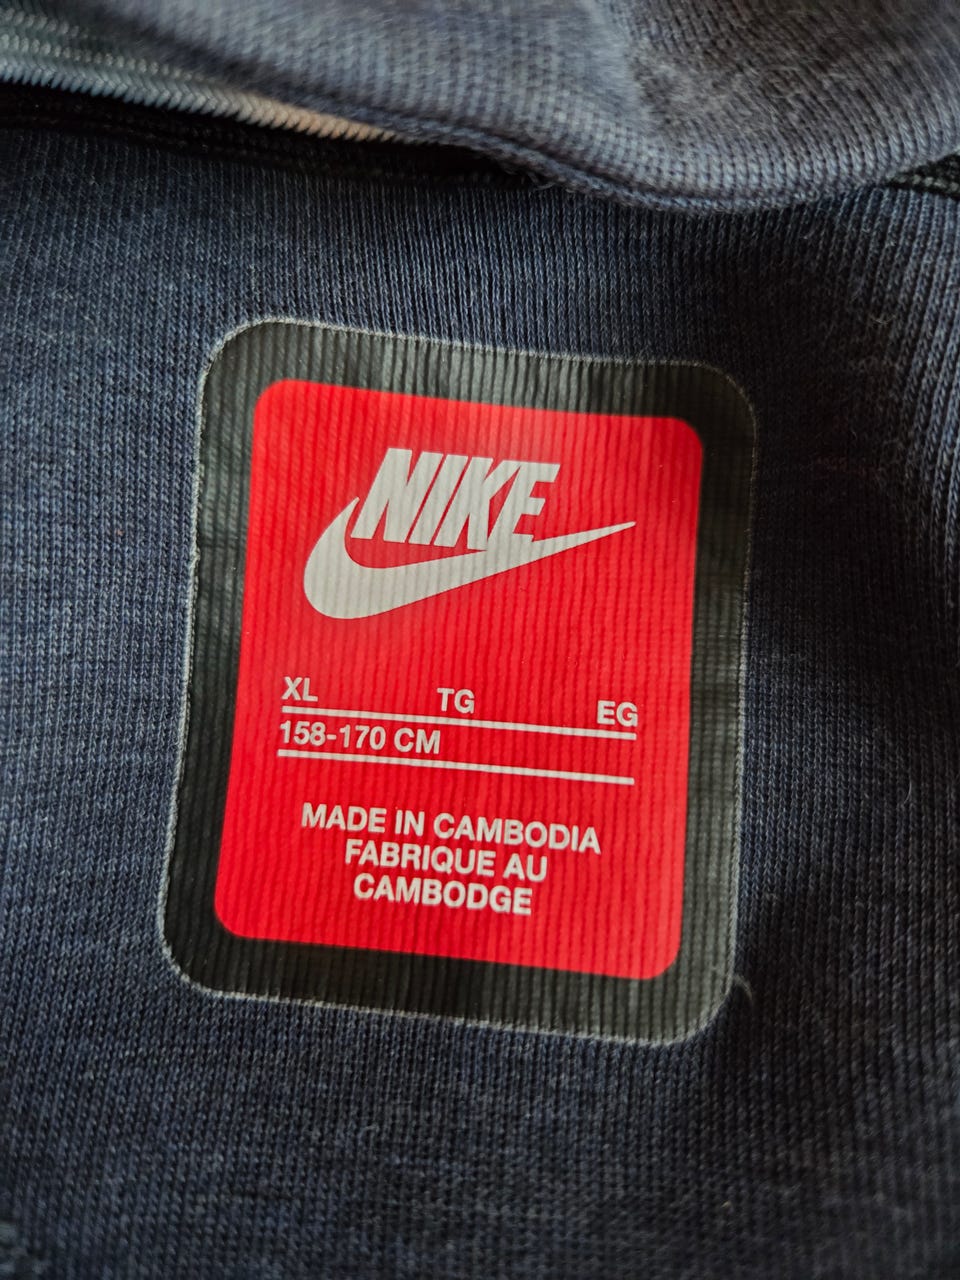 NIKE
XL TG EG
158-170 CM
MADE IN CAMBODIA
FABRIQUE AU
CAMBODGE